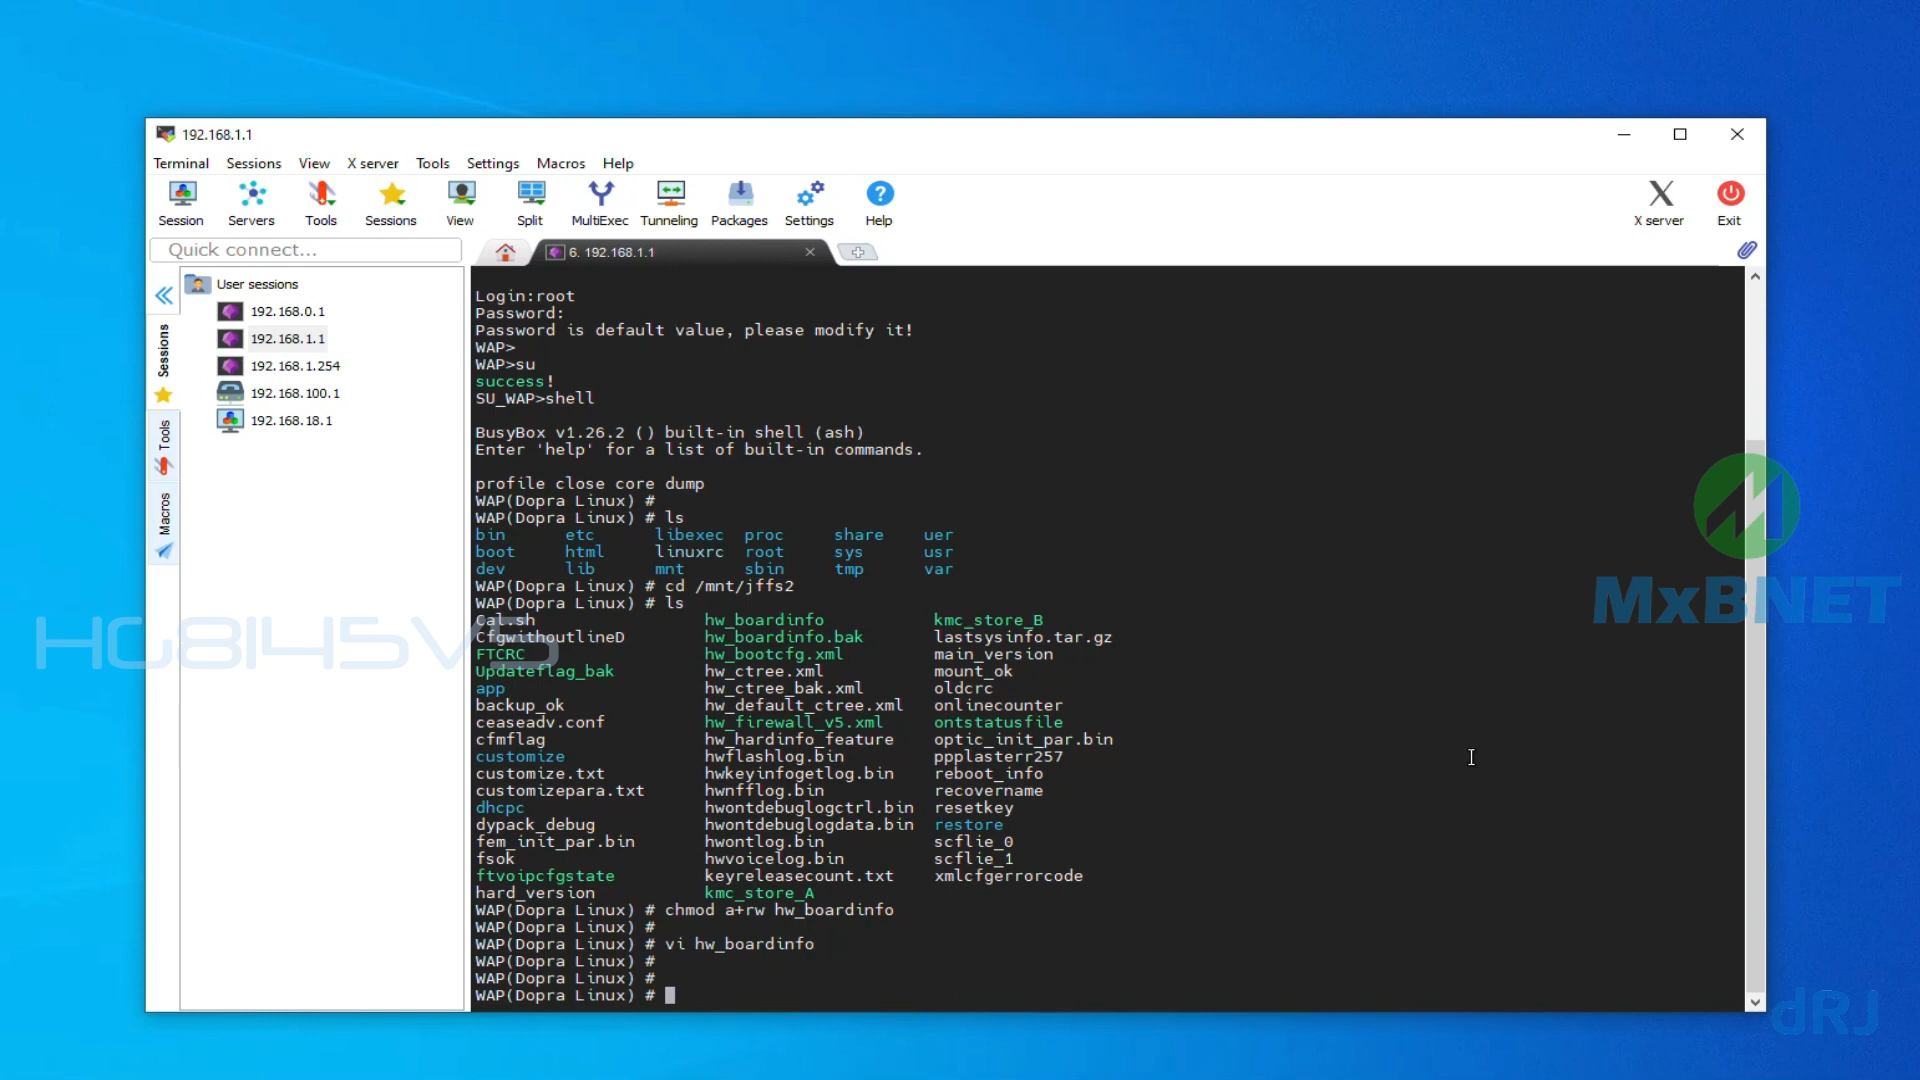 192.168.1.1
Terminal Sessions View X server Tools Settings Macros Help
Session Servers Tools Sessions View Split MultiExec Tunneling Packages Settings Help X server Exit
Quick connect...
6. 192.168.1.1
User sessions
192.168.0.1
192.168.1.1
192.168.1.254
192.168.100.1
192.168.18.1
Sessions
Tools
Macros
Login:root
Password:
Password is default value, please modify it!
WAP>
WAP>su
success!
SU_WAP>shell
BusyBox v1.26.2 () built-in shell (ash)
Enter 'help' for a list of built-in commands.
profile close core dump
WAP(Dopra Linux) #
WAP(Dopra Linux) # ls
bin etc libexec proc share uer
boot html linuxrc root sys usr
dev lib mnt sbin tmp var
WAP(Dopra Linux) # cd /mnt/jffs2
WAP(Dopra Linux) # ls
Cal.sh hw_boardinfo kmc_store_B
CfgwithoutlineD hw_boardinfo.bak lastsysinfo.tar.gz
FTCRC hw_bootcfg.xml main_version
Updateflag_bak hw_ctree.xml mount_ok
app hw_ctree_bak.xml oldcrc
backup_ok hw_default_ctree.xml onlinecounter
ceaseadv.conf hw_firewall_v5.xml ontstatusfile
cfmflag hw_hardinfo_feature optic_init_par.bin
customize hwflashlog.bin ppplasterr257
customize.txt hwkeyinfogetlog.bin reboot_info
customizepara.txt hwnfflog.bin recovername
dhcpc hwontdebuglogctrl.bin resetkey
dypack_debug hwontdebuglogdata.bin restore
fem_init_par.bin hwontlog.bin scflie_0
fsok hwvoicelog.bin scflie_1
ftvoipcfgstate keyreleasecount.txt xmlcfgerrorcode
hard_version kmc_store_A
WAP(Dopra Linux) # chmod a+rw hw_boardinfo
WAP(Dopra Linux) #
WAP(Dopra Linux) # vi hw_boardinfo
WAP(Dopra Linux) #
WAP(Dopra Linux) #
WAP(Dopra Linux) #
HG8145V5
MxBNET
dRJ